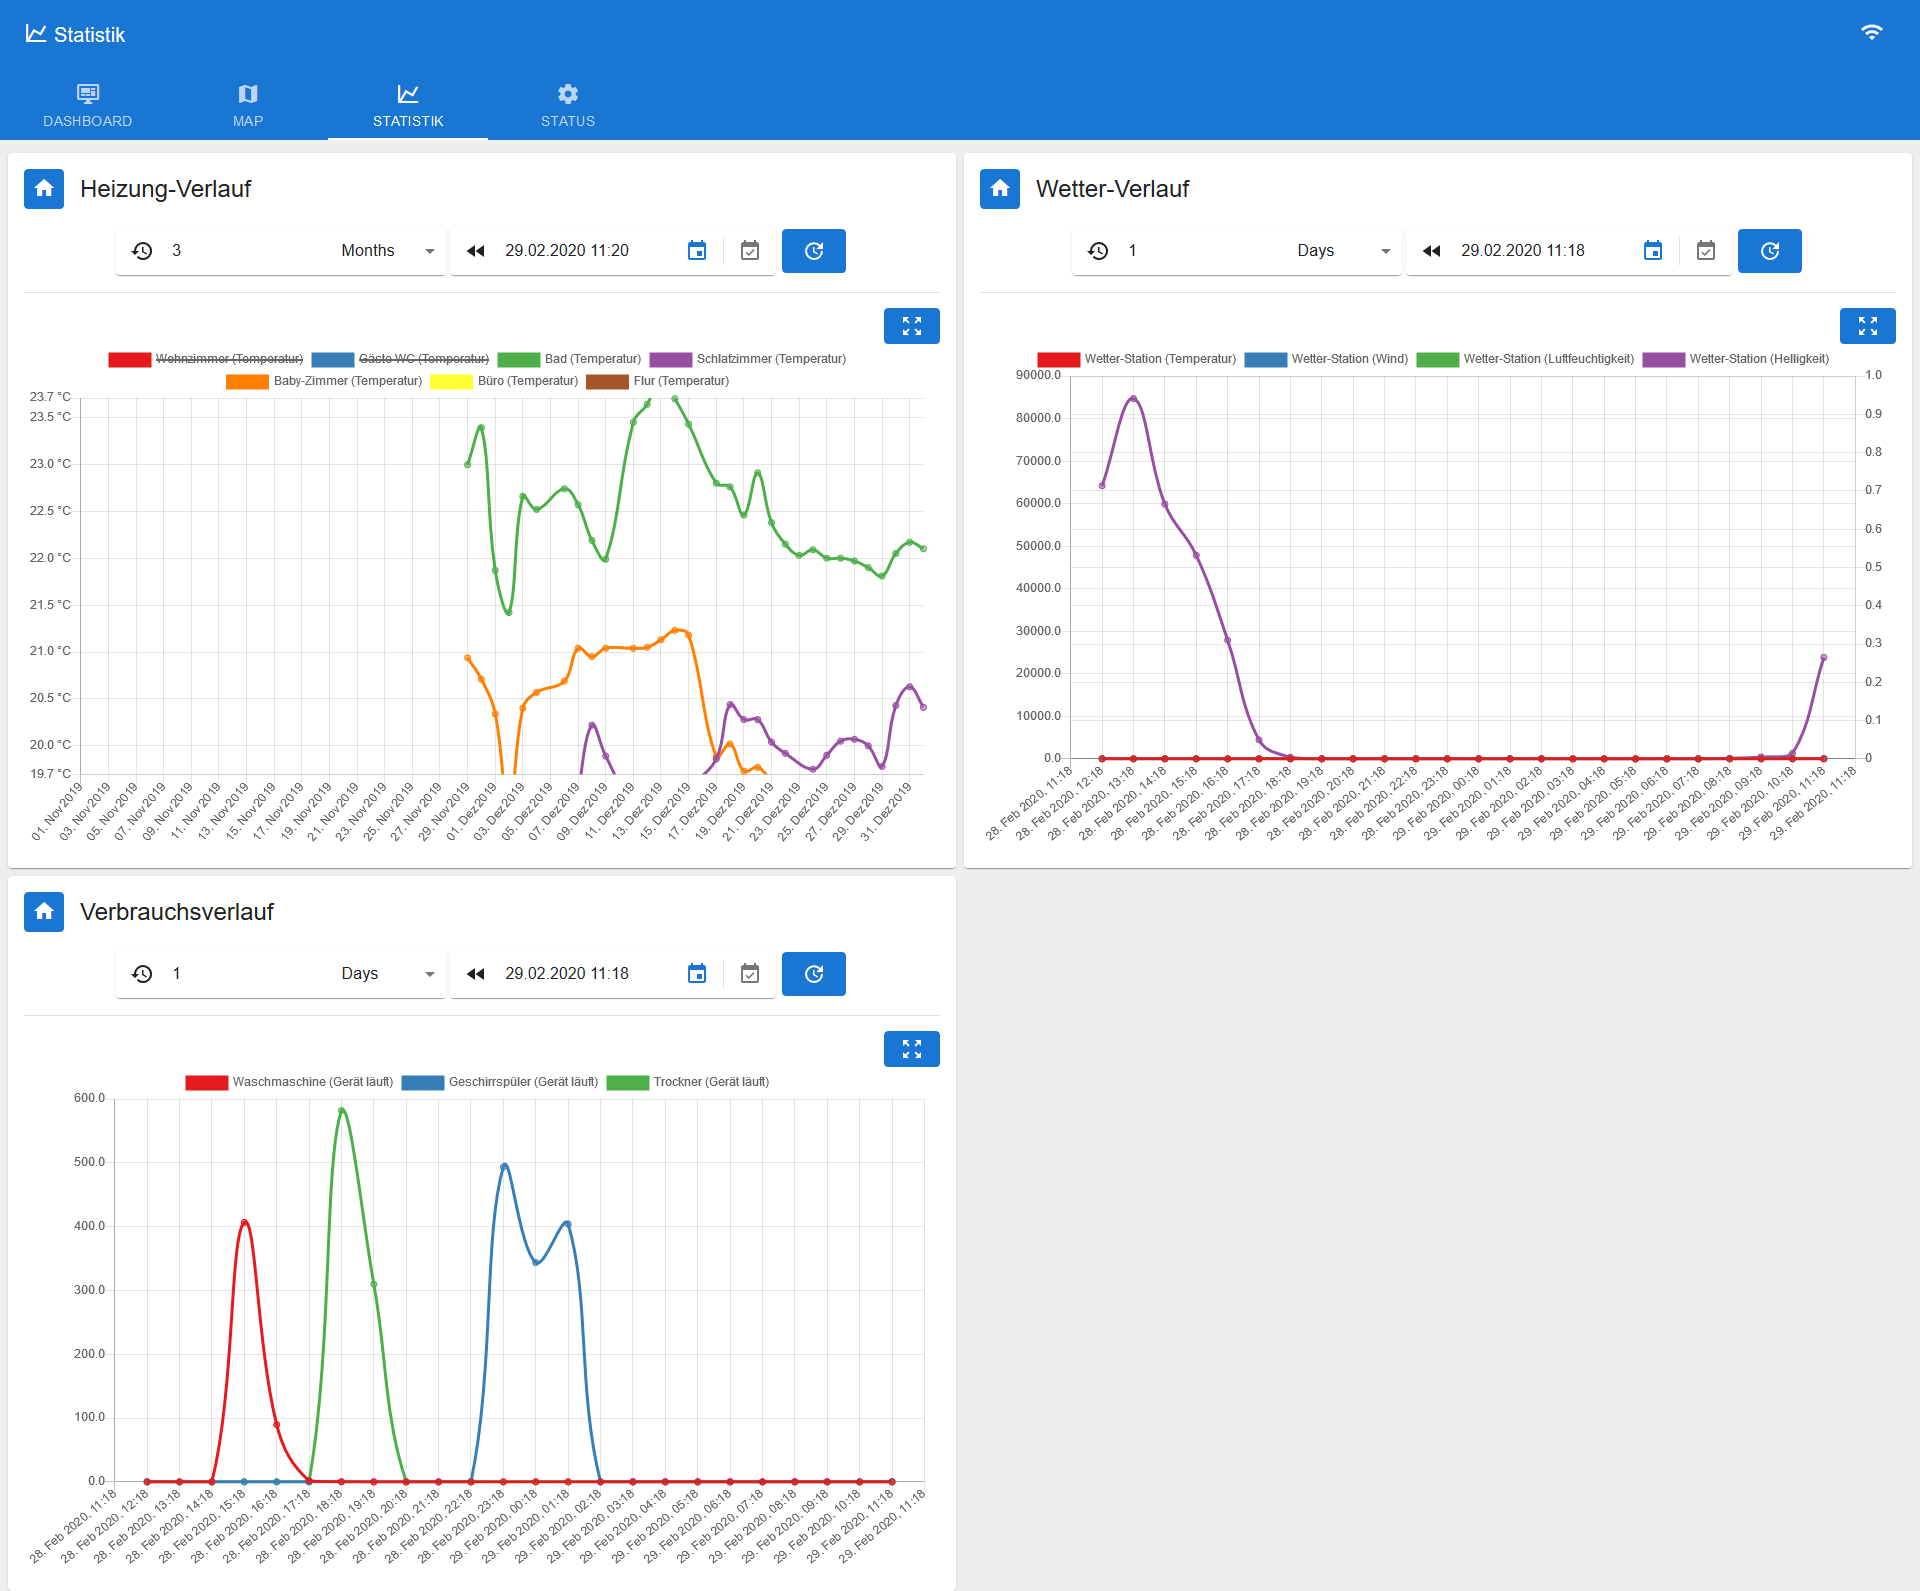 Statistik
DASHBOARD
MAP
STATISTIK
STATUS
Heizung-Verlauf
3
Months
29.02.2020 11:20
Wohnzimmer (Temperatur) Gäste WC (Temperatur) Bad (Temperatur) Schlafzimmer (Temperatur)
Baby-Zimmer (Temperatur) Büro (Temperatur) Flur (Temperatur)
23.7 °C
23.5 °C
23.0 °C
22.5 °C
22.0 °C
21.5 °C
21.0 °C
20.5 °C
20.0 °C
19.7 °C
01. Nov 2019
03. Nov 2019
05. Nov 2019
07. Nov 2019
09. Nov 2019
11. Nov 2019
13. Nov 2019
15. Nov 2019
17. Nov 2019
19. Nov 2019
21. Nov 2019
23. Nov 2019
25. Nov 2019
27. Nov 2019
29. Nov 2019
01. Dez 2019
03. Dez 2019
05. Dez 2019
07. Dez 2019
09. Dez 2019
11. Dez 2019
13. Dez 2019
15. Dez 2019
17. Dez 2019
19. Dez 2019
21. Dez 2019
23. Dez 2019
25. Dez 2019
27. Dez 2019
29. Dez 2019
31. Dez 2019
Wetter-Verlauf
1
Days
29.02.2020 11:18
Wetter-Station (Temperatur) Wetter-Station (Wind) Wetter-Station (Luftfeuchtigkeit) Wetter-Station (Helligkeit)
90000.0
80000.0
70000.0
60000.0
50000.0
40000.0
30000.0
20000.0
10000.0
0.0
1.0
0.9
0.8
0.7
0.6
0.5
0.4
0.3
0.2
0.1
0
28. Feb 2020, 11:18
28. Feb 2020, 12:18
28. Feb 2020, 13:18
28. Feb 2020, 14:18
28. Feb 2020, 15:18
28. Feb 2020, 16:18
28. Feb 2020, 17:18
28. Feb 2020, 18:18
28. Feb 2020, 19:18
28. Feb 2020, 20:18
28. Feb 2020, 21:18
28. Feb 2020, 22:18
28. Feb 2020, 23:18
29. Feb 2020, 00:18
29. Feb 2020, 01:18
29. Feb 2020, 02:18
29. Feb 2020, 03:18
29. Feb 2020, 04:18
29. Feb 2020, 05:18
29. Feb 2020, 06:18
29. Feb 2020, 07:18
29. Feb 2020, 08:18
29. Feb 2020, 09:18
29. Feb 2020, 10:18
29. Feb 2020, 11:18
29. Feb 2020, 11:18
Verbrauchsverlauf
1
Days
29.02.2020 11:18
Waschmaschine (Gerät läuft) Geschirrspüler (Gerät läuft) Trockner (Gerät läuft)
600.0
500.0
400.0
300.0
200.0
100.0
0.0
28. Feb 2020, 11:18
28. Feb 2020, 12:18
28. Feb 2020, 13:18
28. Feb 2020, 14:18
28. Feb 2020, 15:18
28. Feb 2020, 16:18
28. Feb 2020, 17:18
28. Feb 2020, 18:18
28. Feb 2020, 19:18
28. Feb 2020, 20:18
28. Feb 2020, 21:18
28. Feb 2020, 22:18
28. Feb 2020, 23:18
29. Feb 2020, 00:18
29. Feb 2020, 01:18
29. Feb 2020, 02:18
29. Feb 2020, 03:18
29. Feb 2020, 04:18
29. Feb 2020, 05:18
29. Feb 2020, 06:18
29. Feb 2020, 07:18
29. Feb 2020, 08:18
29. Feb 2020, 09:18
29. Feb 2020, 10:18
29. Feb 2020, 11:18
29. Feb 2020, 11:18